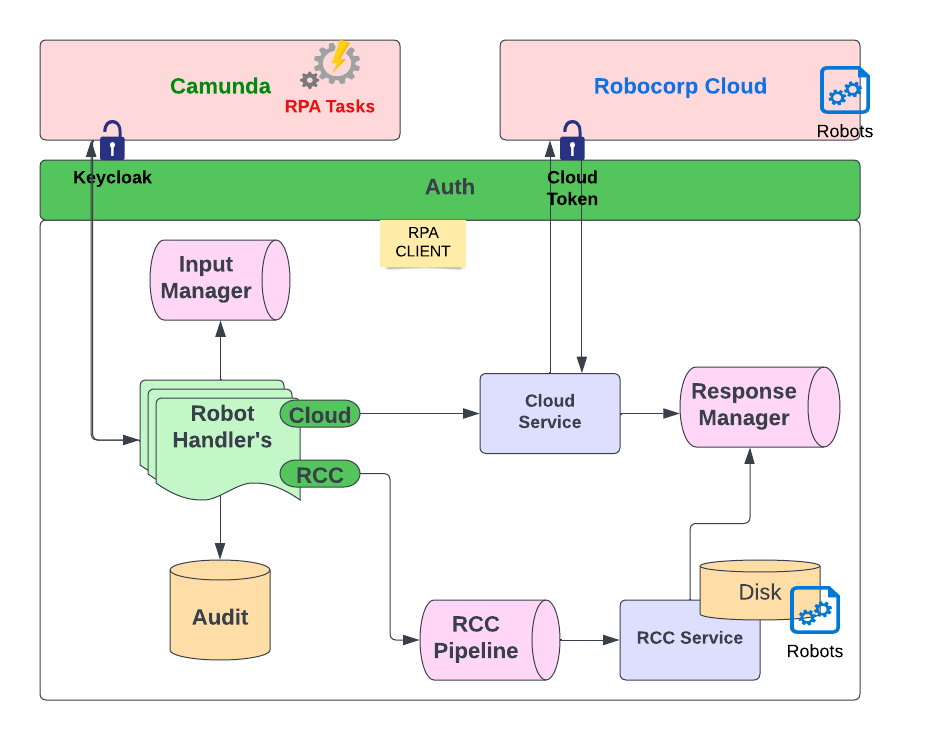 Camunda
RPA Tasks
Robocorp Cloud
Robots
Keycloak
Auth
Cloud
Token
RPA
CLIENT
Input
Manager
Robot
Handler's
Cloud
RCC
Cloud
Service
Response
Manager
Audit
RCC
Pipeline
RCC Service
Disk
Robots